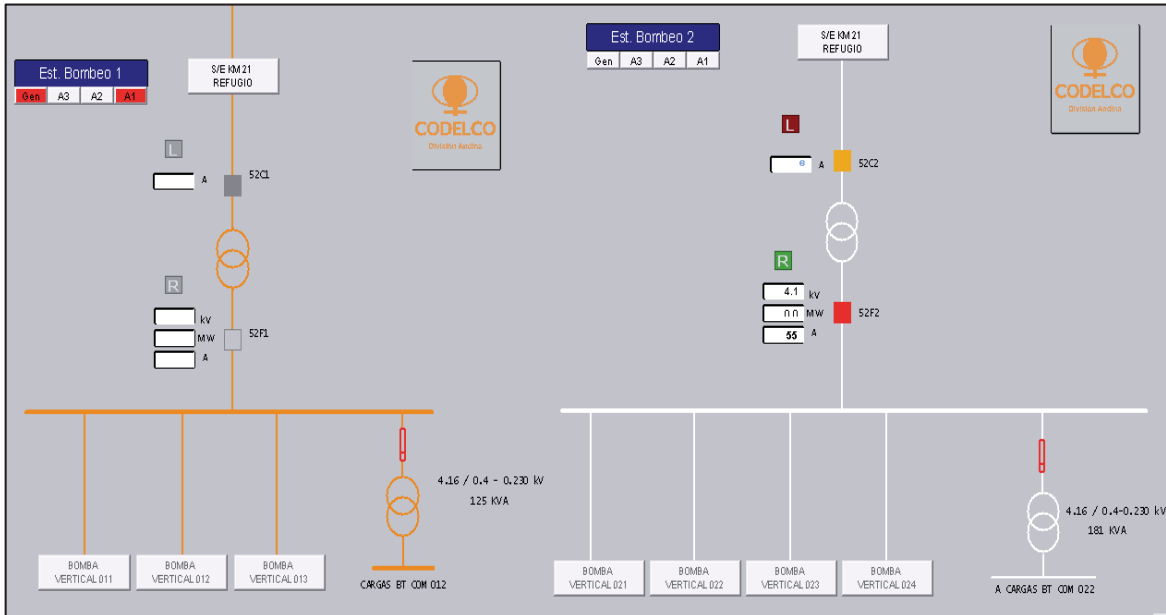 Est. Bombeo 1
Gen A3 A2 A1
S/E KM 21
REFUGIO
CODELCO
División Andina
L
A
52C1
R
kV
MW
A
52F1
4.16 / 0.4 - 0.230 kV
125 KVA
BOMBA
VERTICAL 011
BOMBA
VERTICAL 012
BOMBA
VERTICAL 013
CARGAS BT COM 012
Est. Bombeo 2
Gen A3 A2 A1
S/E KM 21
REFUGIO
CODELCO
División Andina
L
6 A
52C2
R
4.1 kV
0.0 MW
55 A
52F2
4.16 / 0.4-0.230 kV
181 KVA
BOMBA
VERTICAL 021
BOMBA
VERTICAL 022
BOMBA
VERTICAL 023
BOMBA
VERTICAL 024
A CARGAS BT COM 022